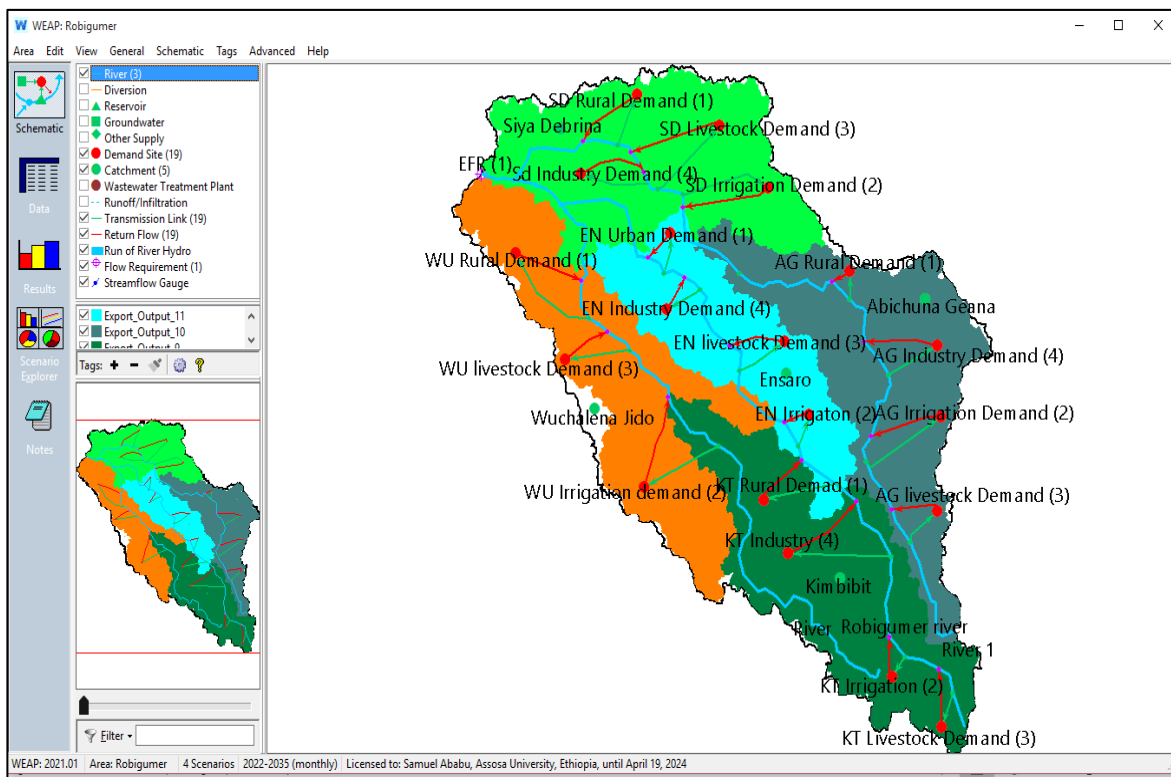 WEAP: Robigumer
Area Edit View General Schematic Tags Advanced Help
Schematic
Data
Results
Scenario
Explorer
Notes
River (3)
Diversion
Reservoir
Groundwater
Other Supply
Demand Site (19)
Catchment (5)
Wastewater Treatment Plant
Runoff/Infiltration
Transmission Link (19)
Return Flow (19)
Run of River Hydro
Flow Requirement (1)
Streamflow Gauge
Export_Output_11
Export_Output_10
Export_Output_9
Tags:
Filter
SD Rural Demand (1)
Siya Debrina
SD Livestock Demand (3)
EFR (1)
Sd Industry Demand (4)
SD Irrigation Demand (2)
EN Urban Demand (1)
WU Rural Demand (1)
AG Rural Demand (1)
EN Industry Demand (4)
Abichuna Geana
EN livestock Demand (3)
AG Industry Demand (4)
WU livestock Demand (3)
Ensaro
Wuchalena Jido
EN Irrigaton (2)
AG Irrigation Demand (2)
WU Irrigation demand (2)
KT Rural Demad (1)
AG livestock Demand (3)
KT Industry (4)
Kimbibit
River
Robigumer river
River 1
KT Irrigation (2)
KT Livestock Demand (3)
WEAP: 2021.01 Area: Robigumer 4 Scenarios 2022-2035 (monthly) Licensed to: Samuel Ababu, Assosa University, Ethiopia, until April 19, 2024